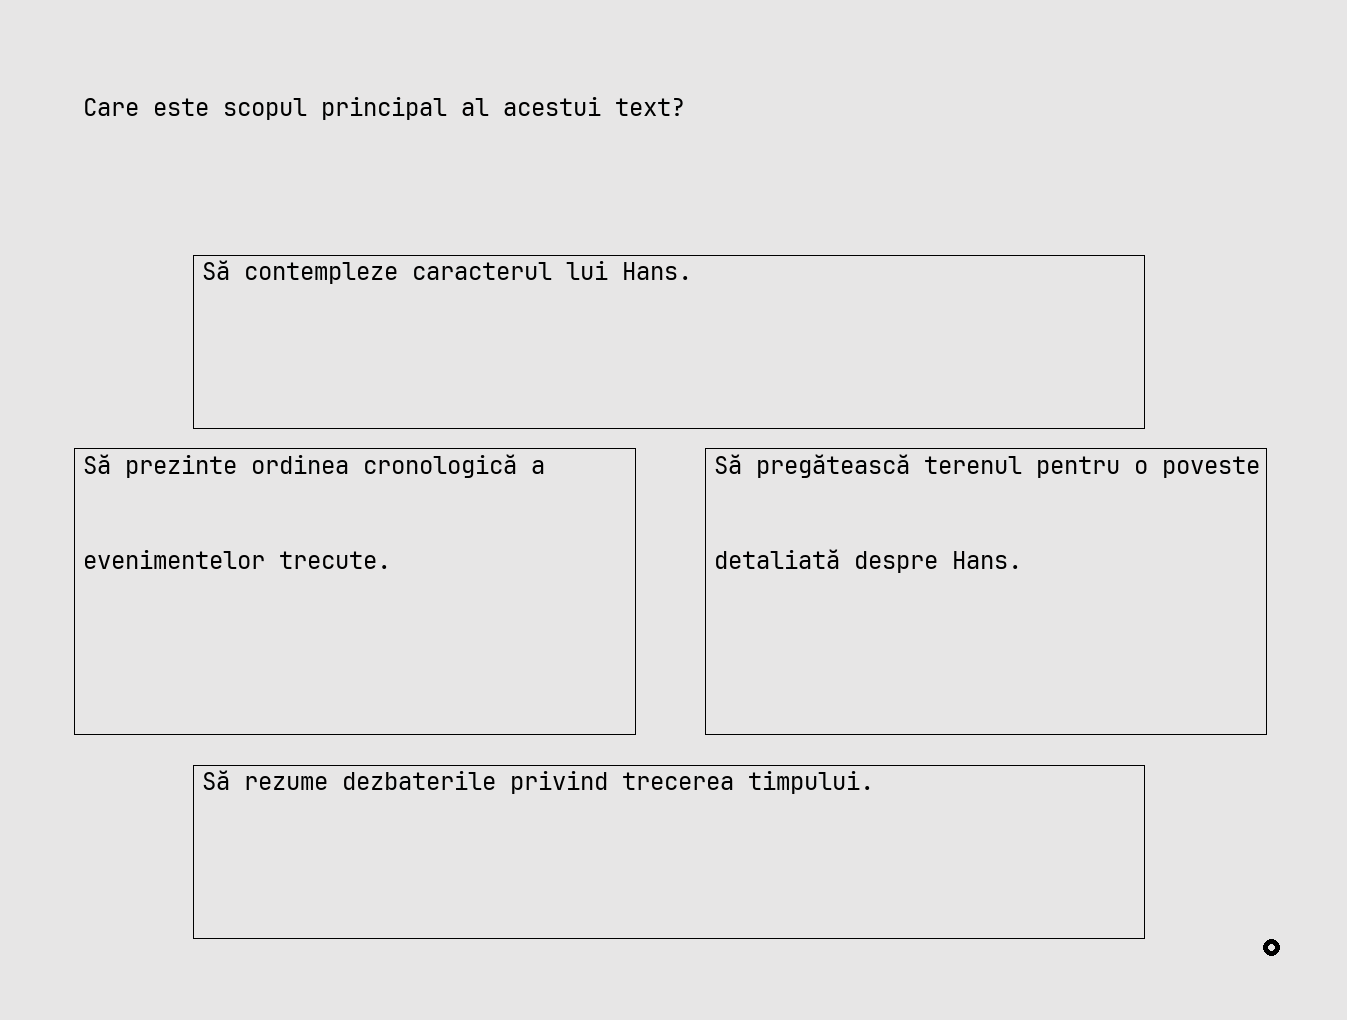 Care este scopul principal al acestui text?
Să contempleze caracterul lui Hans.
Să prezinte ordinea cronologică a
evenimentelor trecute.
Să pregătească terenul pentru o poveste
detaliată despre Hans.
Să rezume dezbaterile privind trecerea timpului.